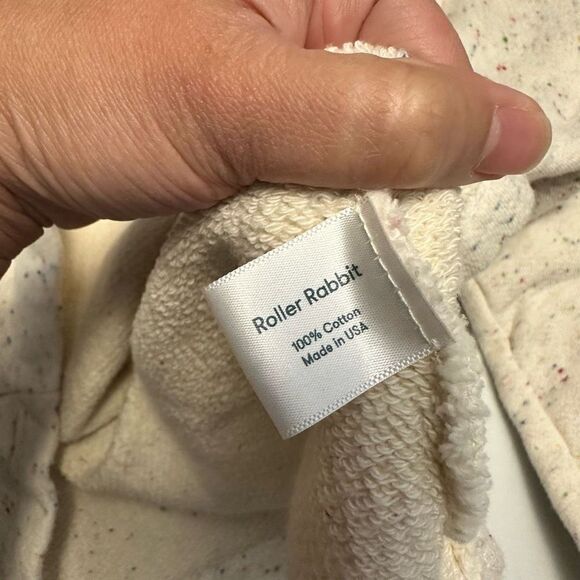 Roller Rabbit
100% Cotton
Made in USA